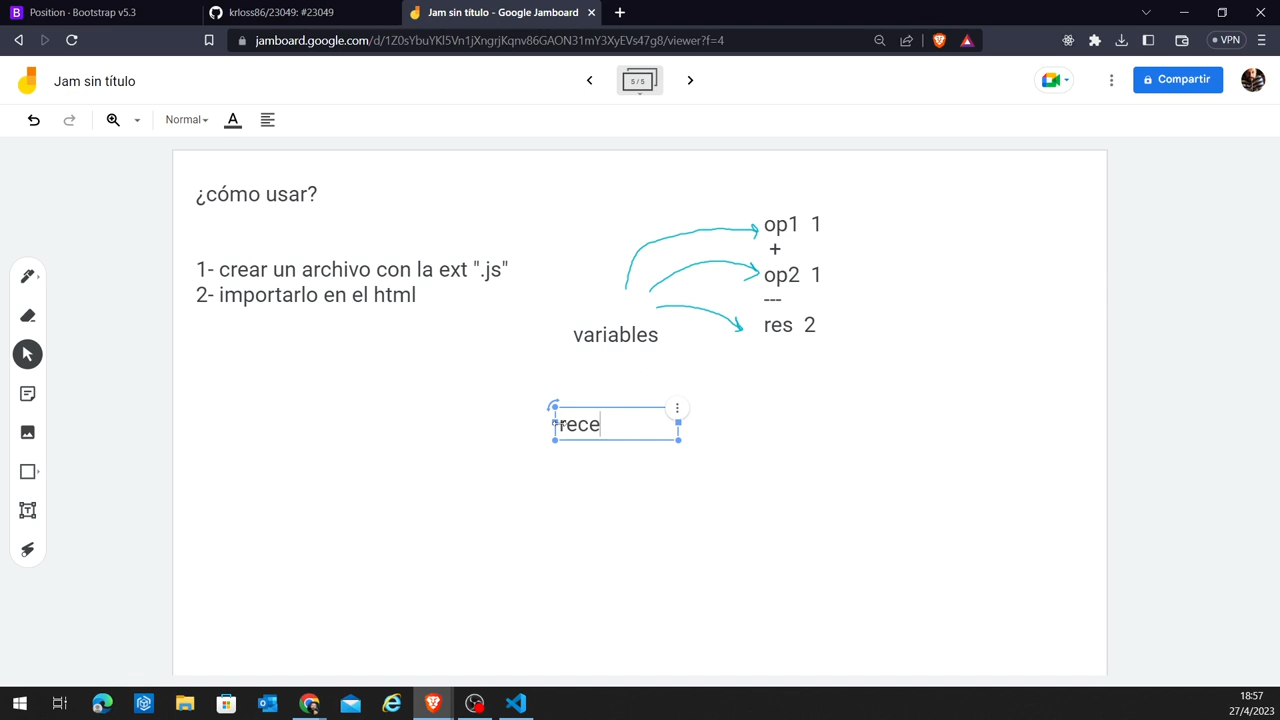 Position - Bootstrap v5.3
krloss86/23049: #23049
Jam sin título - Google Jamboard
jamboard.google.com/d/1Z0sYbuYKl5Vn1jXngrjKqnv86GAON31mY3XyEVs47g8/viewer?f=4
VPN
Jam sin título
5 / 5
Compartir
Normal
A
¿cómo usar?
1- crear un archivo con la ext ".js"
2- importarlo en el html
op1 1
+
op2 1
---
res 2
variables
rece
18:57
27/4/2023